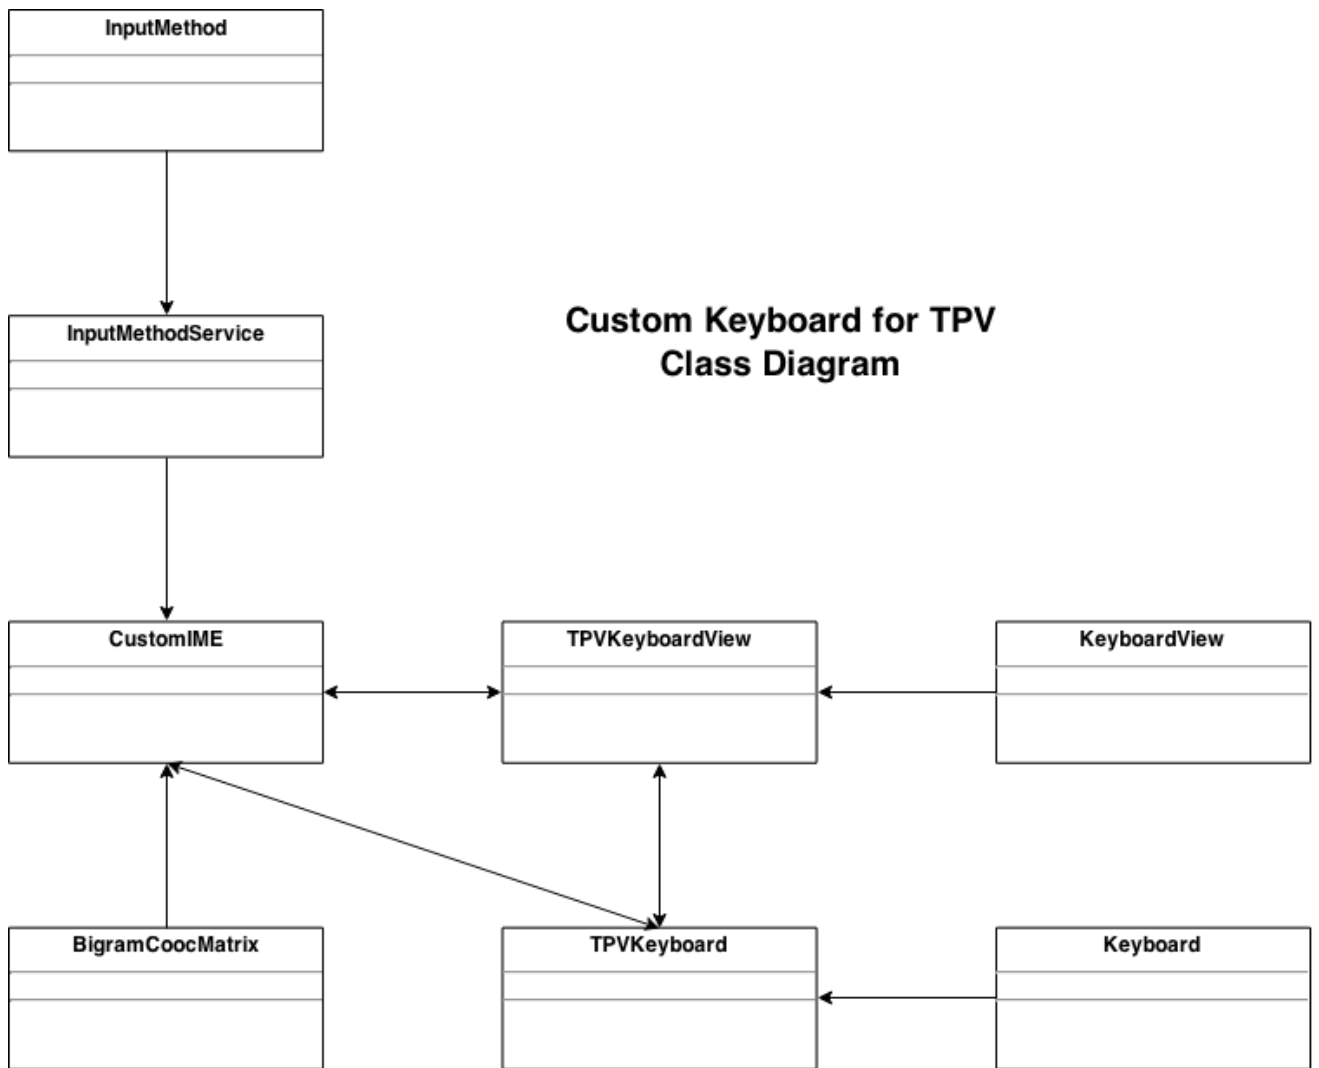 InputMethod
InputMethodService
Custom Keyboard for TPV
Class Diagram
CustomIME
TPVKeyboardView
KeyboardView
BigramCoocMatrix
TPVKeyboard
Keyboard